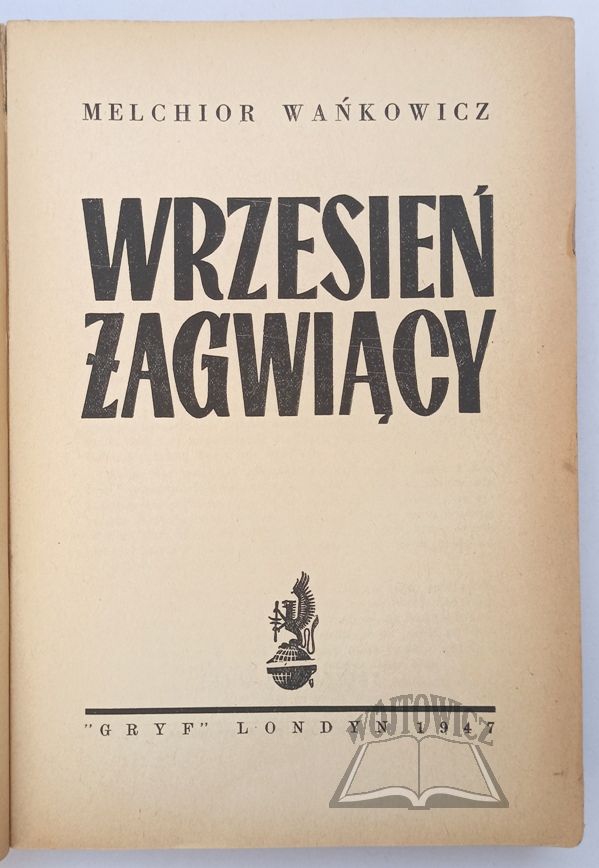 MELCHIOR WAŃKOWICZ
WRZESIEŃ
ŻAGWIĄCY
"GRYF" LONDYN 1947
WÓJTOWICZ